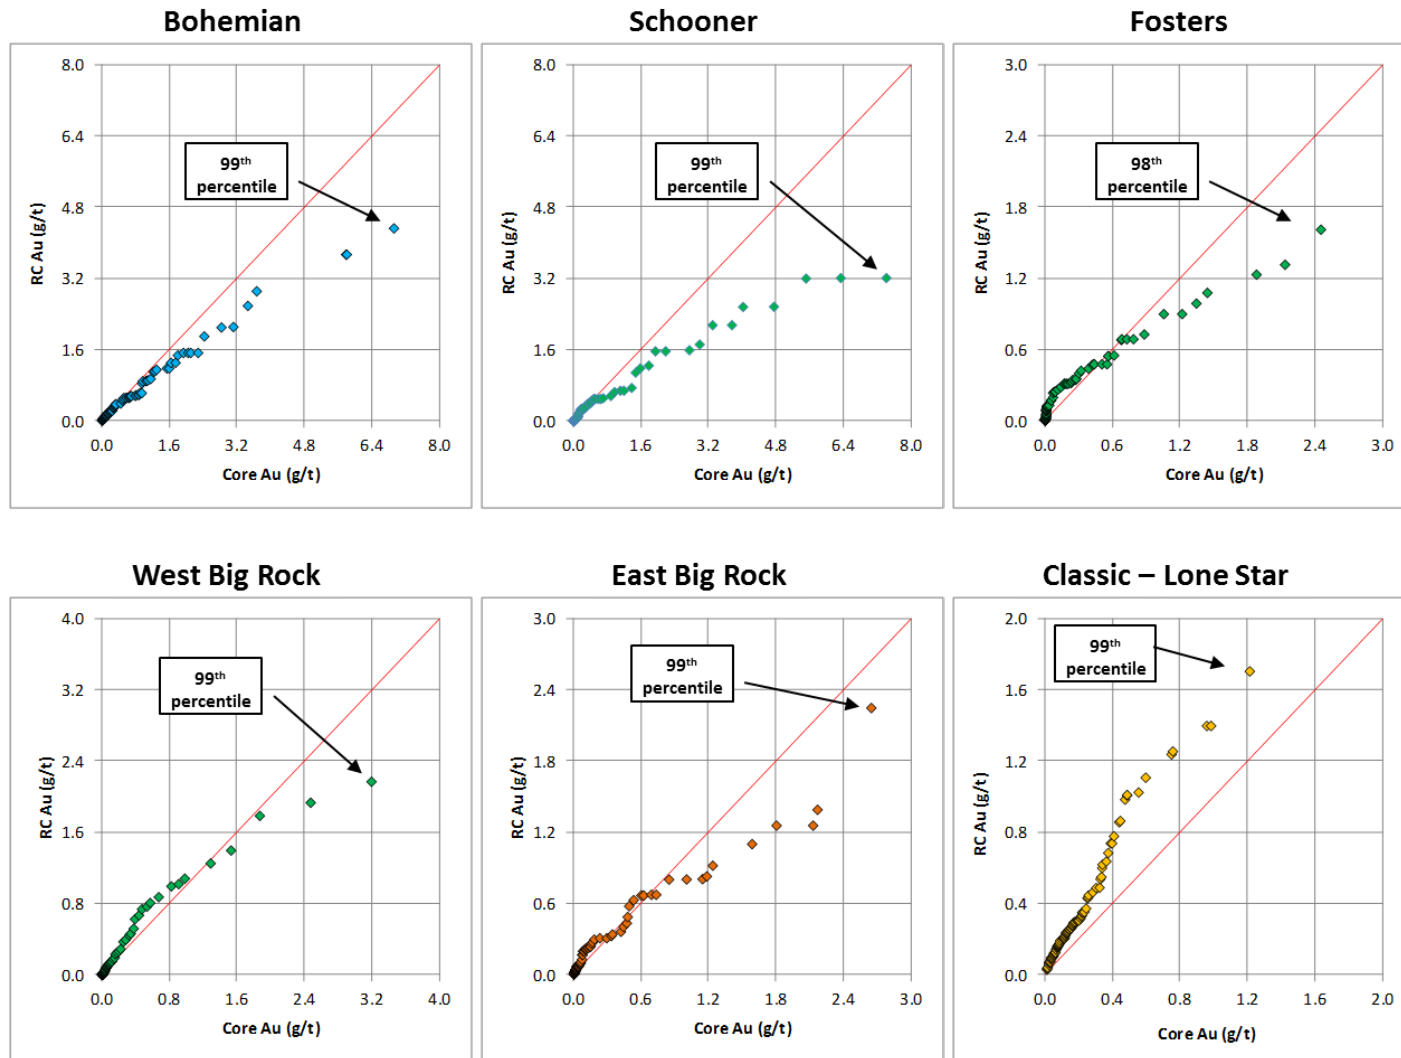 Bohemian
8.0
6.4
4.8
3.2
1.6
0.0
RC Au (g/t)
99th
percentile
0.0 1.6 3.2 4.8 6.4 8.0
Core Au (g/t)
Schooner
8.0
6.4
4.8
3.2
1.6
0.0
RC Au (g/t)
99th
percentile
0.0 1.6 3.2 4.8 6.4 8.0
Core Au (g/t)
Fosters
3.0
2.4
1.8
1.2
0.6
0.0
RC Au (g/t)
98th
percentile
0.0 0.6 1.2 1.8 2.4 3.0
Core Au (g/t)
West Big Rock
4.0
3.2
2.4
1.6
0.8
0.0
RC Au (g/t)
99th
percentile
0.0 0.8 1.6 2.4 3.2 4.0
Core Au (g/t)
East Big Rock
3.0
2.4
1.8
1.2
0.6
0.0
RC Au (g/t)
99th
percentile
0.0 0.6 1.2 1.8 2.4 3.0
Core Au (g/t)
Classic – Lone Star
2.0
1.6
1.2
0.8
0.4
0.0
RC Au (g/t)
99th
percentile
0.0 0.4 0.8 1.2 1.6 2.0
Core Au (g/t)